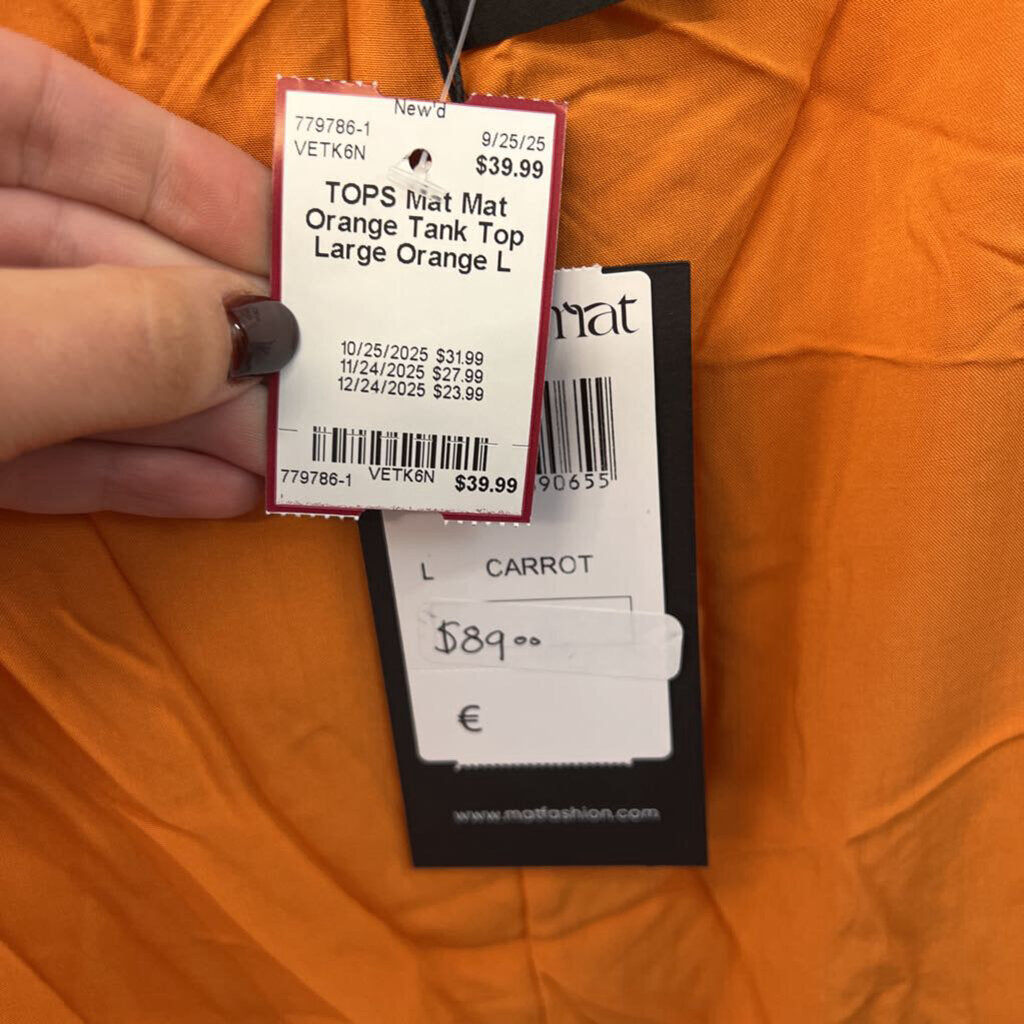 New'd
779786-1
9/25/25
VETK6N
$39.99
TOPS Mat Mat
Orange Tank Top
Large Orange L
10/25/2025 $31.99
11/24/2025 $27.99
12/24/2025 $23.99
779786-1 VETK6N $39.99
mat
90655
L CARROT
$89.00
€
www.matfashion.com